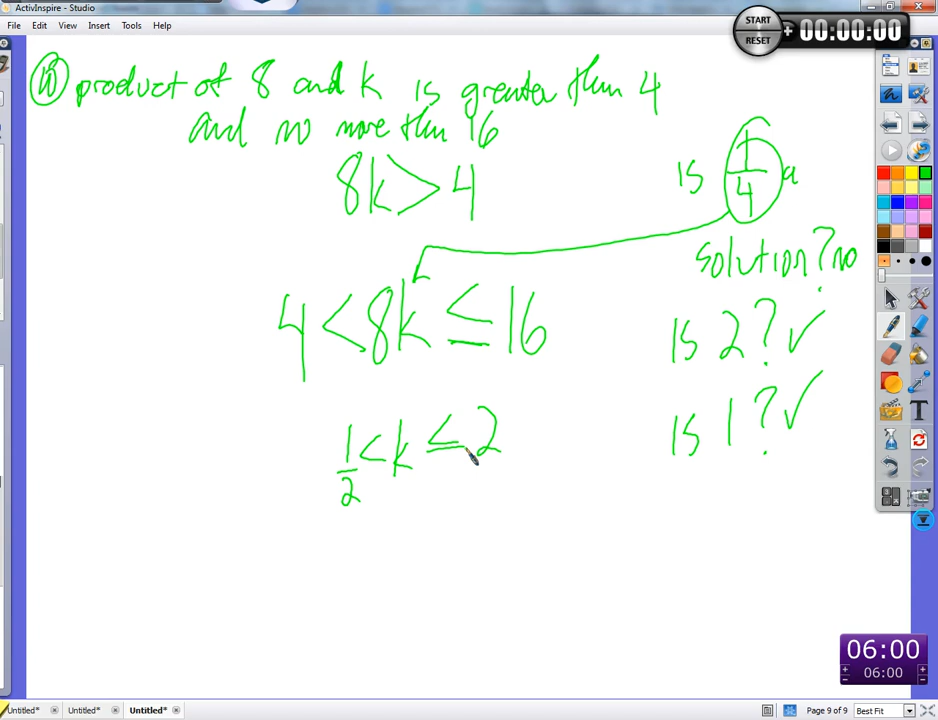 ActivInspire - Studio
File Edit View Insert Tools Help
START
RESET
00:00:00
product of 8 and k is greater than 4
and no more than 16
8k > 4
is 1/4 a
solution? no
4 < 8k ≤ 16
is 2? ✓
is 1? ✓
1/2 < k ≤ 2
06:00
06:00
Untitled* Untitled* Untitled*
Page 9 of 9 Best Fit